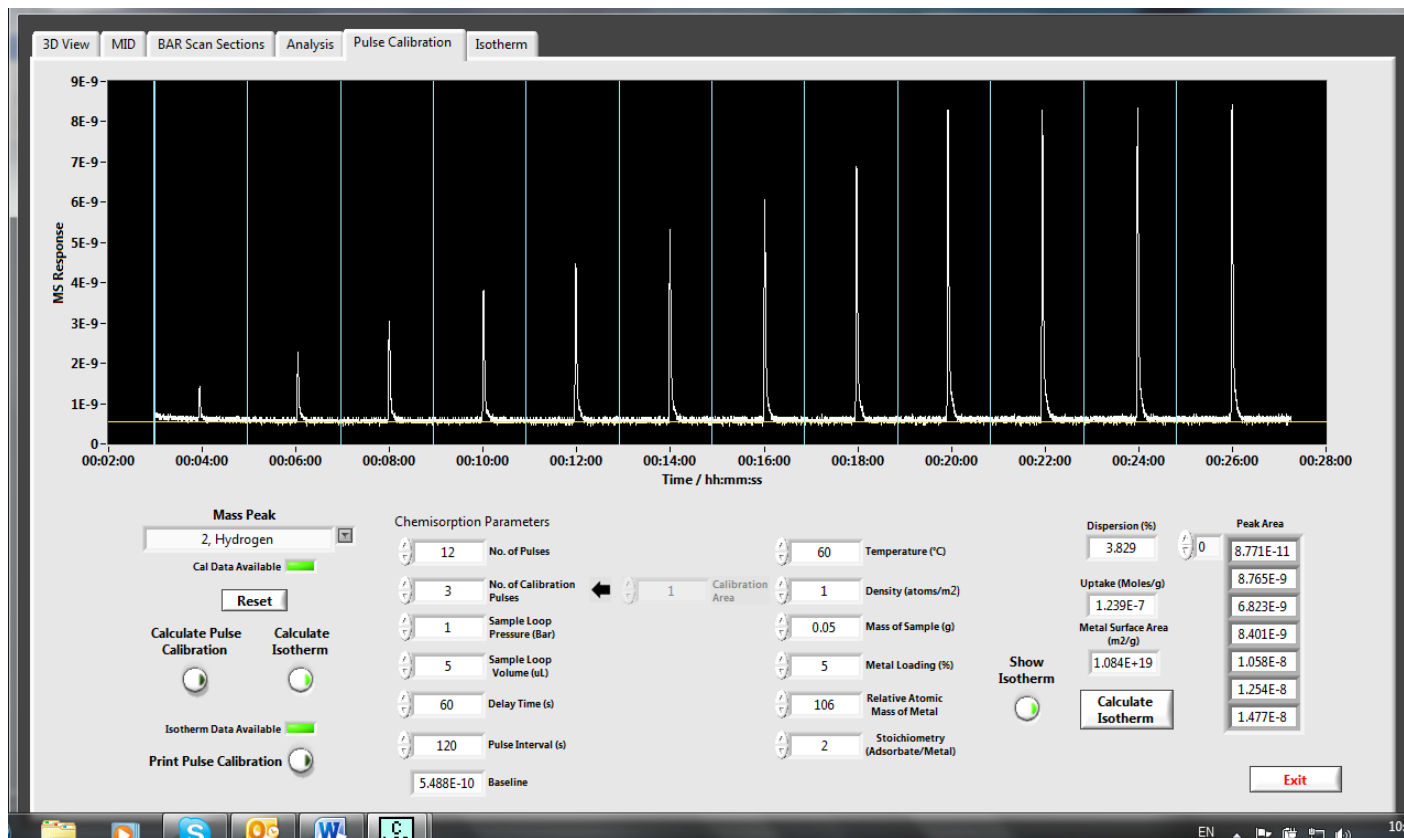 3D View MID BAR Scan Sections Analysis Pulse Calibration Isotherm
9E-9
8E-9
7E-9
6E-9
5E-9
4E-9
3E-9
2E-9
1E-9
0
MS Response
00:02:00 00:04:00 00:06:00 00:08:00 00:10:00 00:12:00 00:14:00 00:16:00 00:18:00 00:20:00 00:22:00 00:24:00 00:26:00 00:28:00
Time / hh:mm:ss
Mass Peak
2, Hydrogen
Cal Data Available
Reset
Calculate Pulse
Calibration
Calculate
Isotherm
Isotherm Data Available
Print Pulse Calibration
Chemisorption Parameters
12 No. of Pulses
3 No. of Calibration
Pulses
1 Calibration
Area
1 Sample Loop
Pressure (Bar)
5 Sample Loop
Volume (uL)
60 Delay Time (s)
120 Pulse Interval (s)
5.488E-10 Baseline
60 Temperature (°C)
1 Density (atoms/m2)
0.05 Mass of Sample (g)
5 Metal Loading (%)
106 Relative Atomic
Mass of Metal
2 Stoichiometry
(Adsorbate/Metal)
Show
Isotherm
Dispersion (%)
3.829
Uptake (Moles/g)
1.239E-7
Metal Surface Area
(m2/g)
1.084E+19
Calculate
Isotherm
Peak Area
0
8.771E-11
8.765E-9
6.823E-9
8.401E-9
1.058E-8
1.254E-8
1.477E-8
Exit
EN
10: